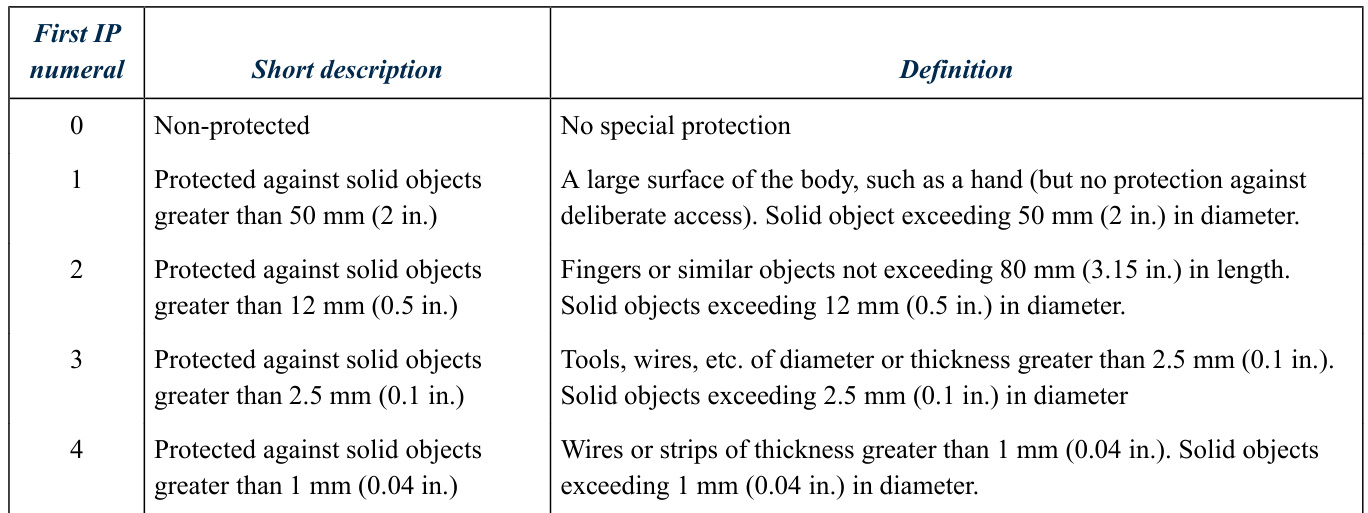 First IP
numeral
Short description
Definition
0
Non-protected
No special protection
1
Protected against solid objects
greater than 50 mm (2 in.)
A large surface of the body, such as a hand (but no protection against
deliberate access). Solid object exceeding 50 mm (2 in.) in diameter.
2
Protected against solid objects
greater than 12 mm (0.5 in.)
Fingers or similar objects not exceeding 80 mm (3.15 in.) in length.
Solid objects exceeding 12 mm (0.5 in.) in diameter.
3
Protected against solid objects
greater than 2.5 mm (0.1 in.)
Tools, wires, etc. of diameter or thickness greater than 2.5 mm (0.1 in.).
Solid objects exceeding 2.5 mm (0.1 in.) in diameter
4
Protected against solid objects
greater than 1 mm (0.04 in.)
Wires or strips of thickness greater than 1 mm (0.04 in.). Solid objects
exceeding 1 mm (0.04 in.) in diameter.